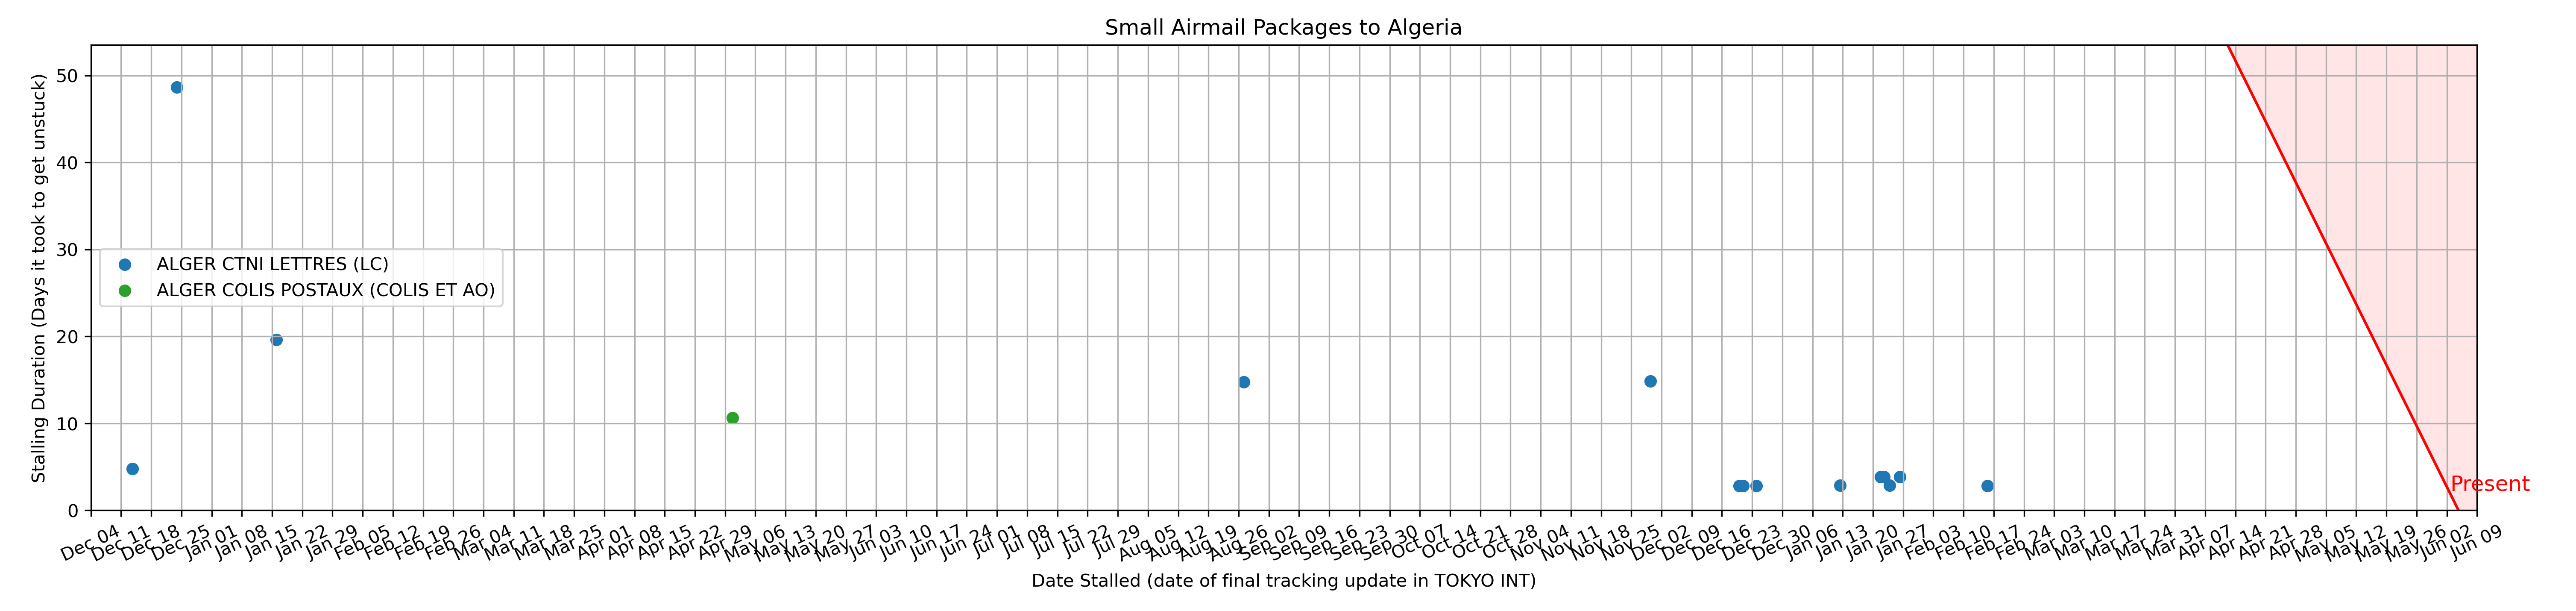 Small Airmail Packages to Algeria
Stalling Duration (Days it took to get unstuck)
50
40
30
20
10
0
ALGER CTNI LETTRES (LC)
ALGER COLIS POSTAUX (COLIS ET AO)
Present
Dec 04
Dec 11
Dec 18
Dec 25
Jan 01
Jan 08
Jan 15
Jan 22
Jan 29
Feb 05
Feb 12
Feb 19
Feb 26
Mar 04
Mar 11
Mar 18
Mar 25
Apr 01
Apr 08
Apr 15
Apr 22
Apr 29
May 06
May 13
May 20
May 27
Jun 03
Jun 10
Jun 17
Jun 24
Jul 01
Jul 08
Jul 15
Jul 22
Jul 29
Aug 05
Aug 12
Aug 19
Aug 26
Sep 02
Sep 09
Sep 16
Sep 23
Sep 30
Oct 07
Oct 14
Oct 21
Oct 28
Nov 04
Nov 11
Nov 18
Nov 25
Dec 02
Dec 09
Dec 16
Dec 23
Dec 30
Jan 06
Jan 13
Jan 20
Jan 27
Feb 03
Feb 10
Feb 17
Feb 24
Mar 03
Mar 10
Mar 17
Mar 24
Mar 31
Apr 07
Apr 14
Apr 21
Apr 28
May 05
May 12
May 19
May 26
Jun 02
Jun 09
Date Stalled (date of final tracking update in TOKYO INT)